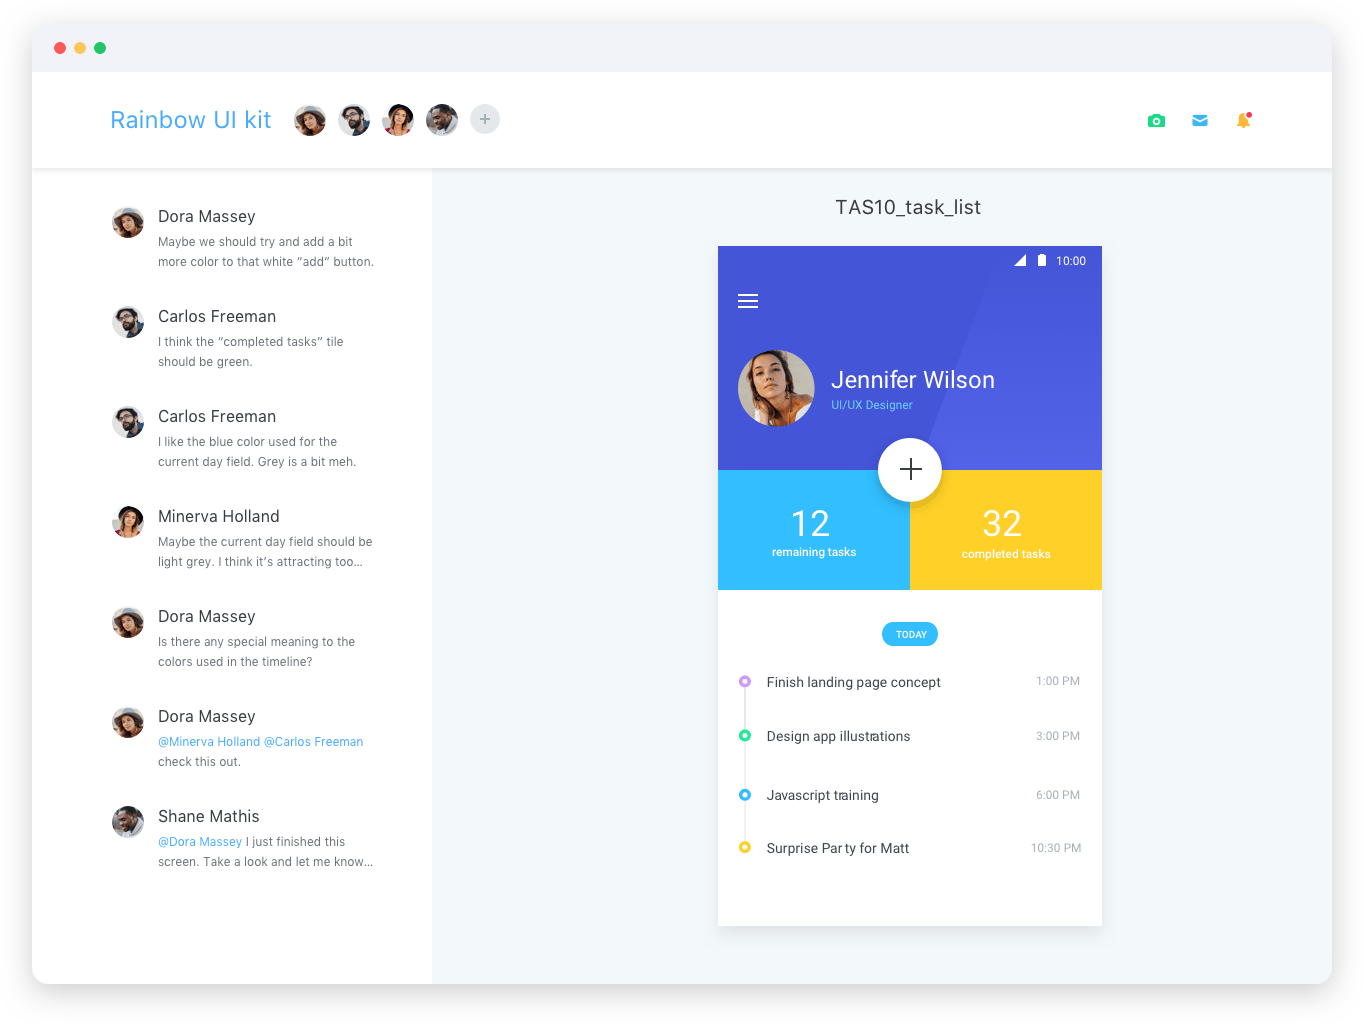 Rainbow UI kit
Dora Massey
Maybe we should try and add a bit
more color to that white “add” button.
Carlos Freeman
I think the “completed tasks” tile
should be green.
Carlos Freeman
I like the blue color used for the
current day field. Grey is a bit meh.
Minerva Holland
Maybe the current day field should be
light grey. I think it’s attracting too...
Dora Massey
Is there any special meaning to the
colors used in the timeline?
Dora Massey
@Minerva Holland @Carlos Freeman
check this out.
Shane Mathis
@Dora Massey I just finished this
screen. Take a look and let me know...
TAS10_task_list
10:00
Jennifer Wilson
UI/UX Designer
12
remaining tasks
32
completed tasks
TODAY
Finish landing page concept 1:00 PM
Design app illustrations 3:00 PM
Javascript training 6:00 PM
Surprise Party for Matt 10:30 PM